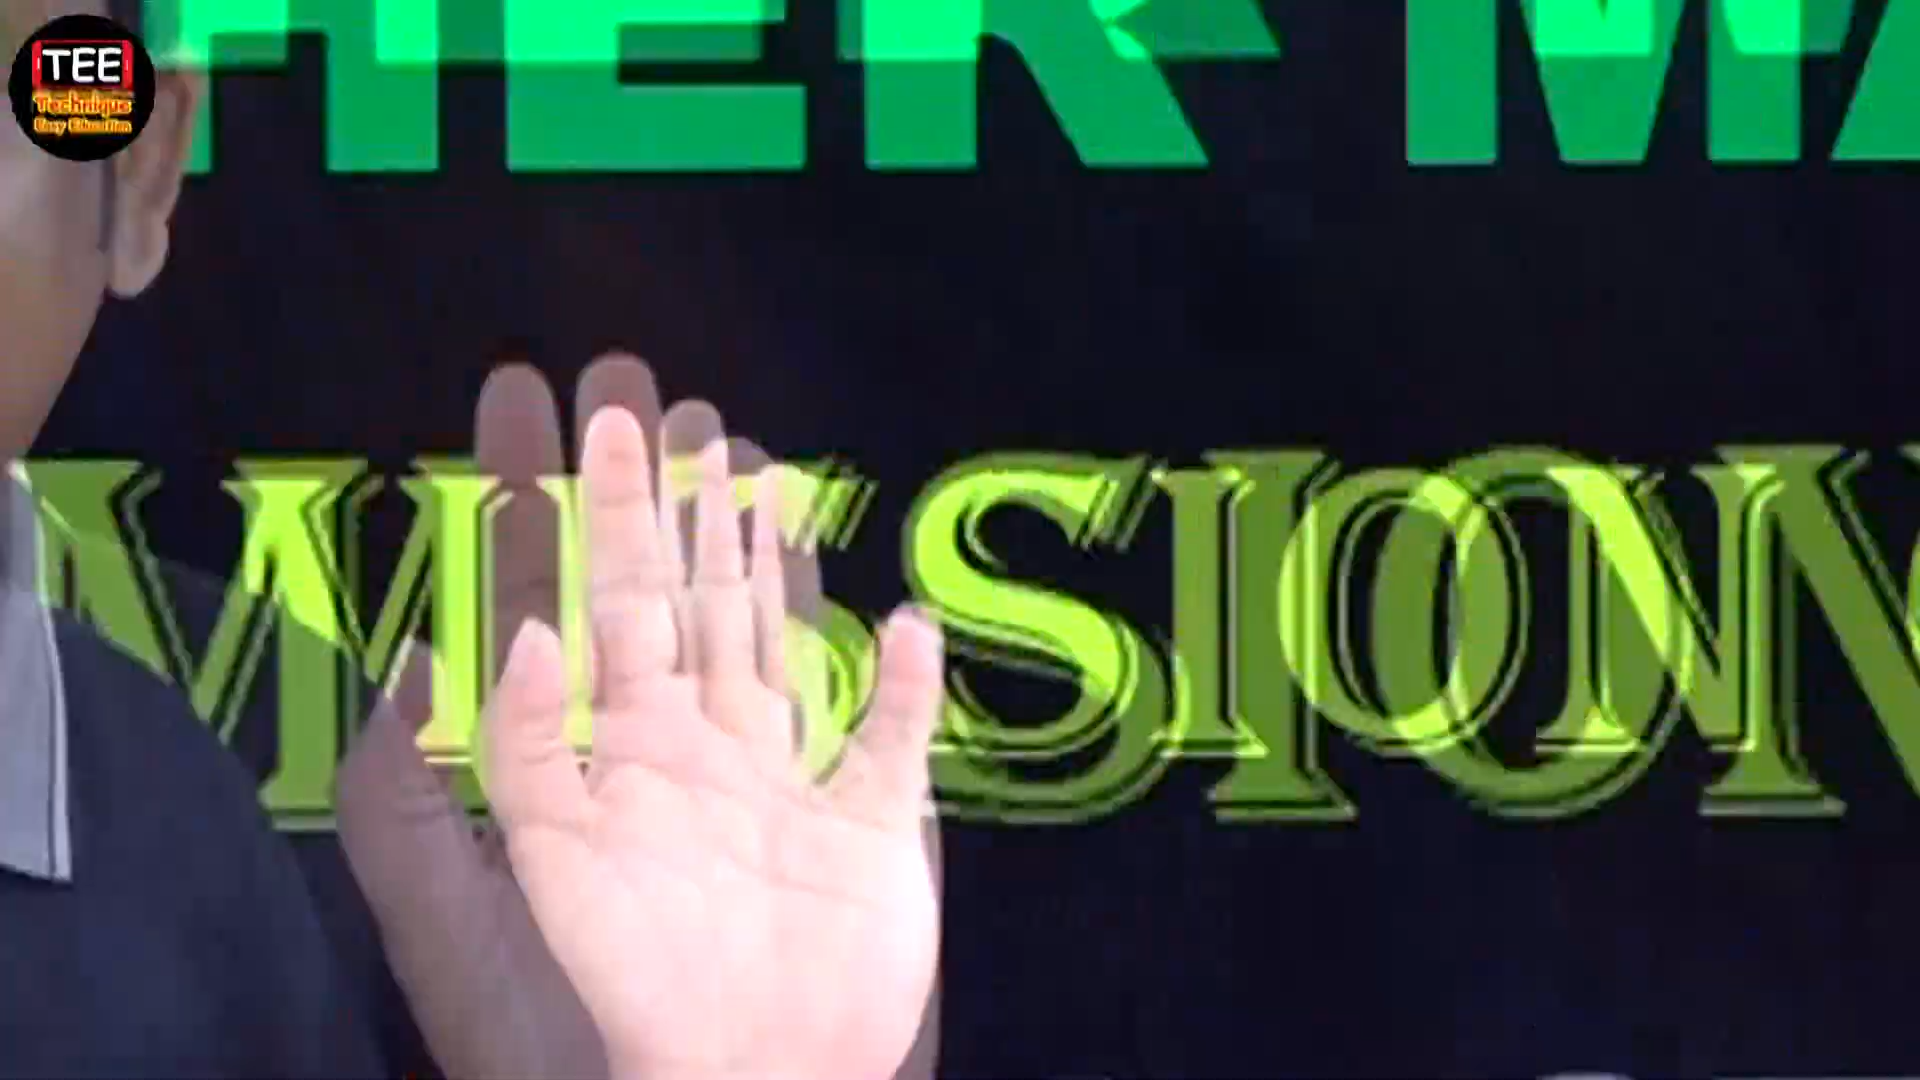 TEE
Technique
Easy Education
HER MA
MISSION